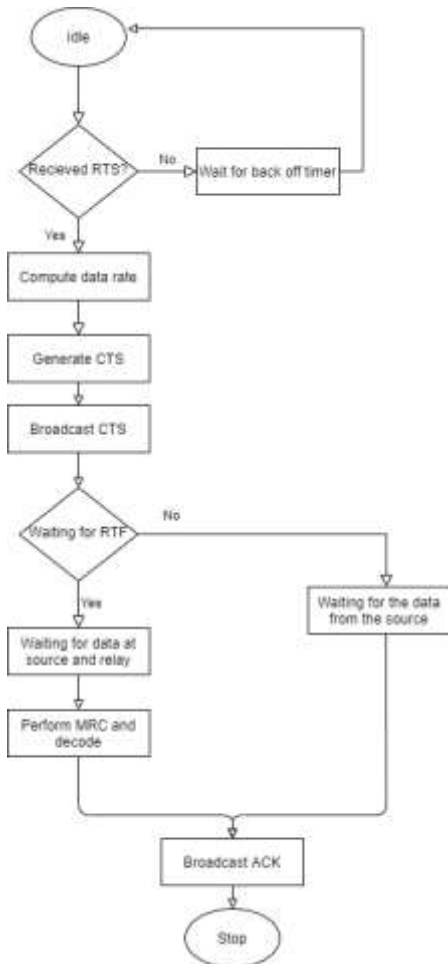 Idle
Recieved RTS?
No
Wait for back off timer
Yes
Compute data rate
Generate CTS
Broadcast CTS
Waiting for RTF
No
Yes
Waiting for the data
from the source
Waiting for data at
source and relay
Perform MRC and
decode
Broadcast ACK
Stop